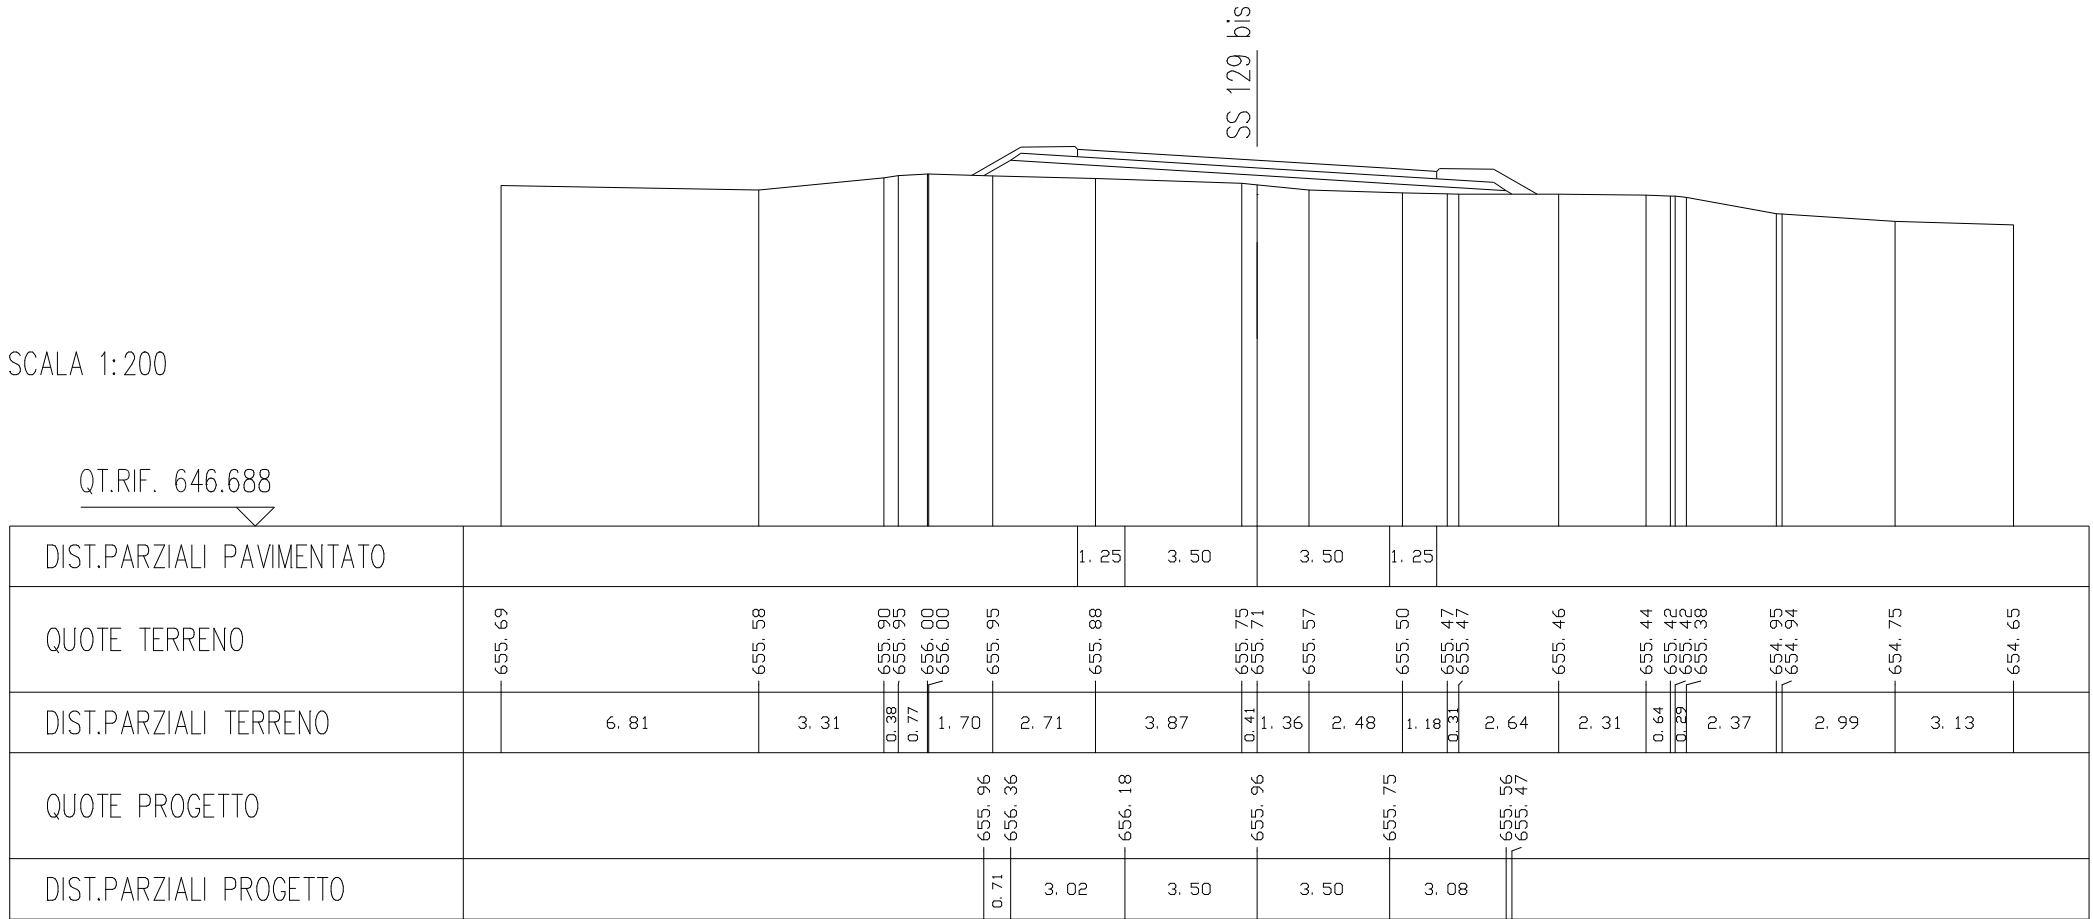 SS 129 bis
SCALA 1:200
QT.RIF. 646.688
DIST.PARZIALI PAVIMENTATO 1.25 3.50 3.50 1.25
QUOTE TERRENO 655.69 655.58 655.90 655.95 656.00 656.00 655.95 655.88 655.75 655.71 655.57 655.50 655.47 655.47 655.46 655.44 655.42 655.42 655.38 654.95 654.94 654.75 654.65
DIST.PARZIALI TERRENO 6.81 3.31 0.38 0.77 1.70 2.71 3.87 0.41 1.36 2.48 1.18 0.31 2.64 2.31 0.64 0.29 2.37 2.99 3.13
QUOTE PROGETTO 655.96 656.36 656.18 655.96 655.75 655.56 655.47
DIST.PARZIALI PROGETTO 0.71 3.02 3.50 3.50 3.08